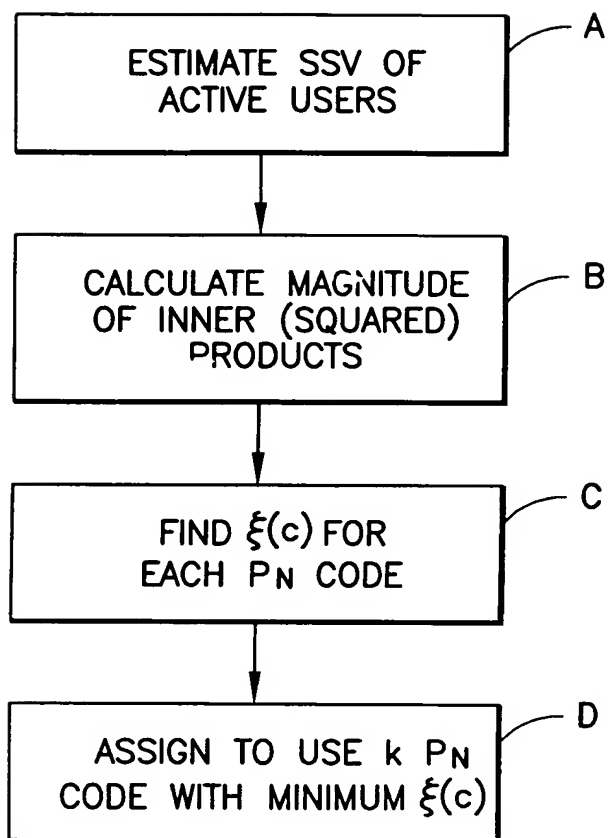 A
ESTIMATE SSV OF
ACTIVE USERS
B
CALCULATE MAGNITUDE
OF INNER (SQUARED)
PRODUCTS
C
FIND ξ(c) FOR
EACH PN CODE
D
ASSIGN TO USE k PN
CODE WITH MINIMUM ξ(c)